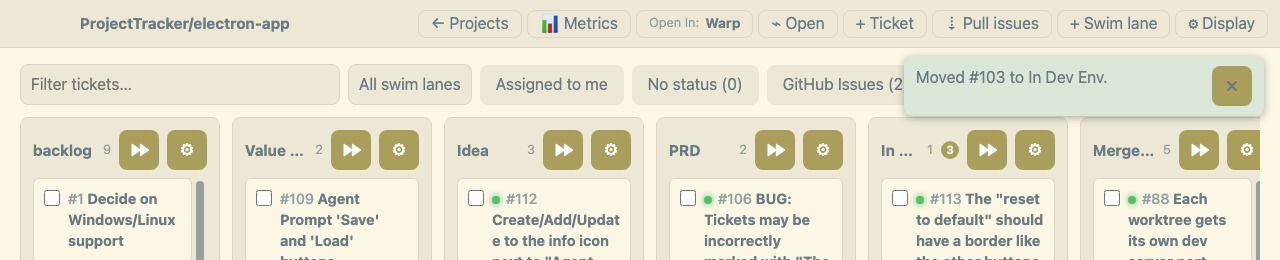 ProjectTracker/electron-app
← Projects
Metrics
Open In: Warp
Open
+ Ticket
Pull issues
+ Swim lane
Display
Filter tickets...
All swim lanes
Assigned to me
No status (0)
GitHub Issues (2
Moved #103 to In Dev Env.
×
backlog 9
Value ... 2
Idea 3
PRD 2
In ... 1 3
Merge... 5
#1 Decide on
Windows/Linux
support
#109 Agent
Prompt 'Save'
and 'Load'
buttons
#112
Create/Add/Updat
e to the info icon
next to "Agent
#106 BUG:
Tickets may be
incorrectly
marked with "The
#113 The "reset
to default" should
have a border like
the other buttons
#88 Each
worktree gets
its own dev
server port